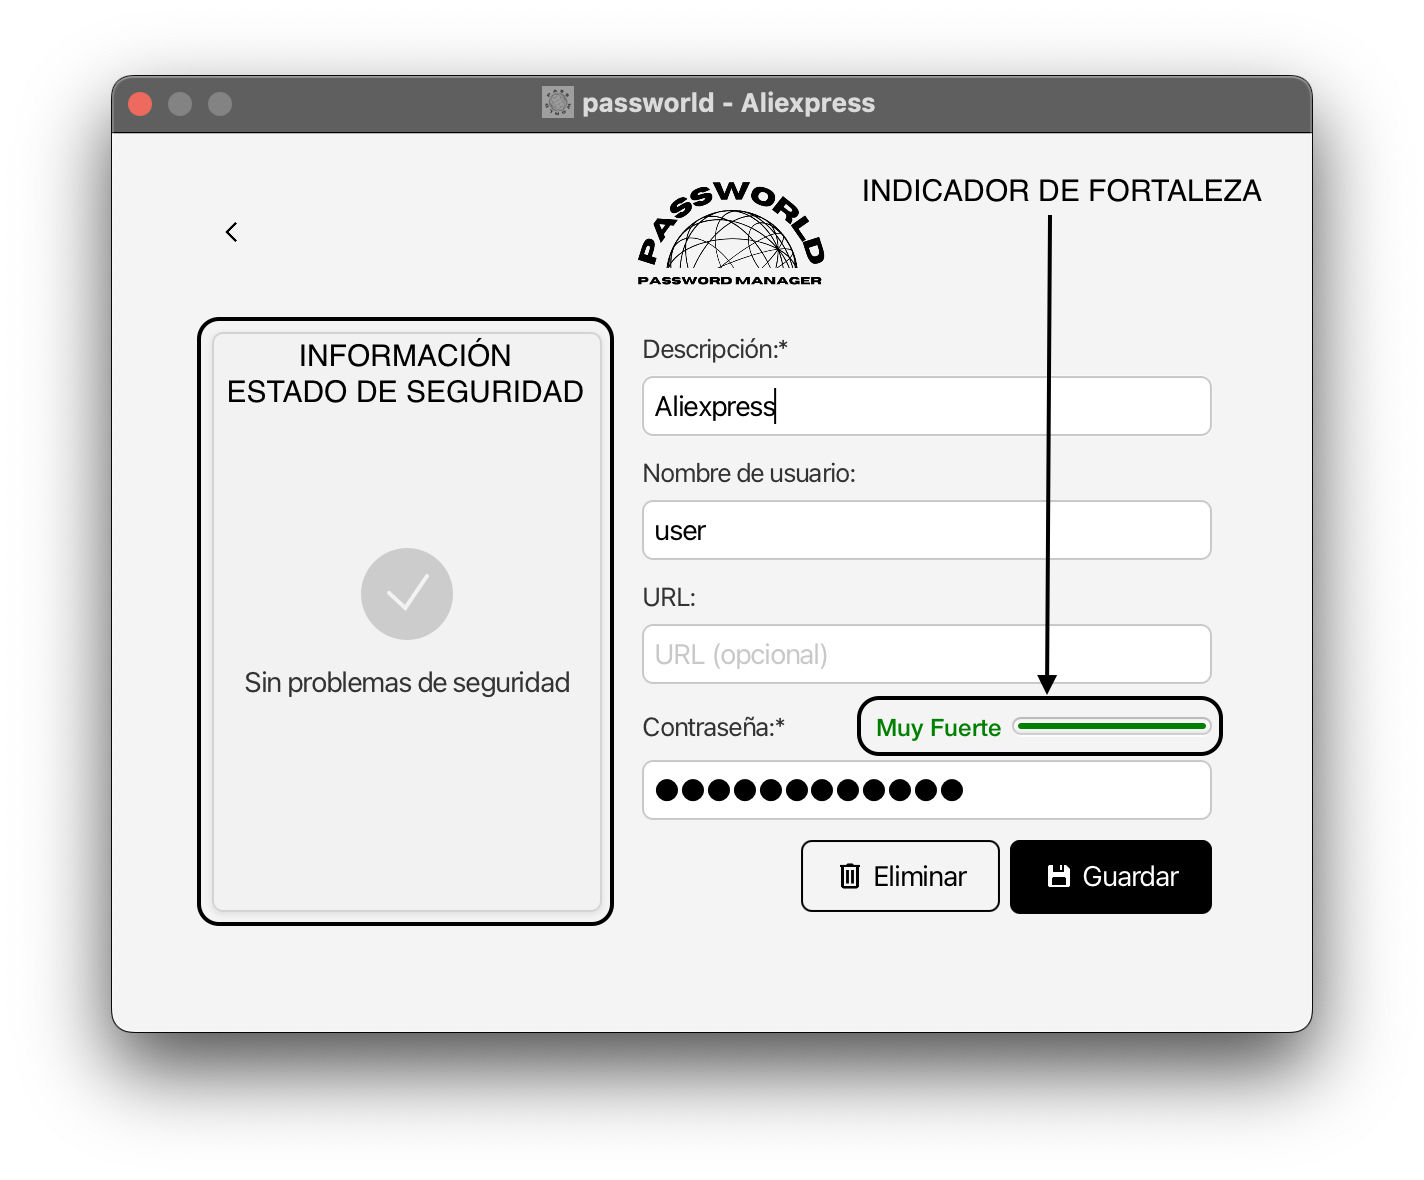 passworld - Aliexpress
PASSWORLD
PASSWORD MANAGER
INDICADOR DE FORTALEZA
INFORMACIÓN
ESTADO DE SEGURIDAD
Sin problemas de seguridad
Descripción:*
Aliexpress
Nombre de usuario:
user
URL:
URL (opcional)
Contraseña:*
Muy Fuerte
Eliminar
Guardar